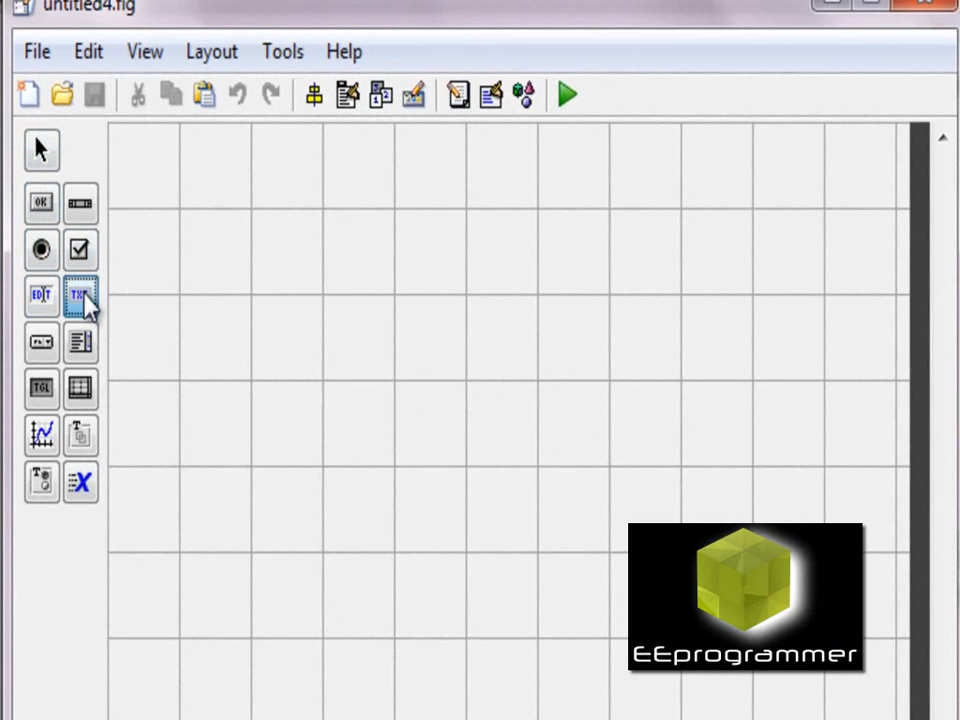 untitled4.fig
File Edit View Layout Tools Help
OK
EDIT TXT
TGL
EEprogrammer